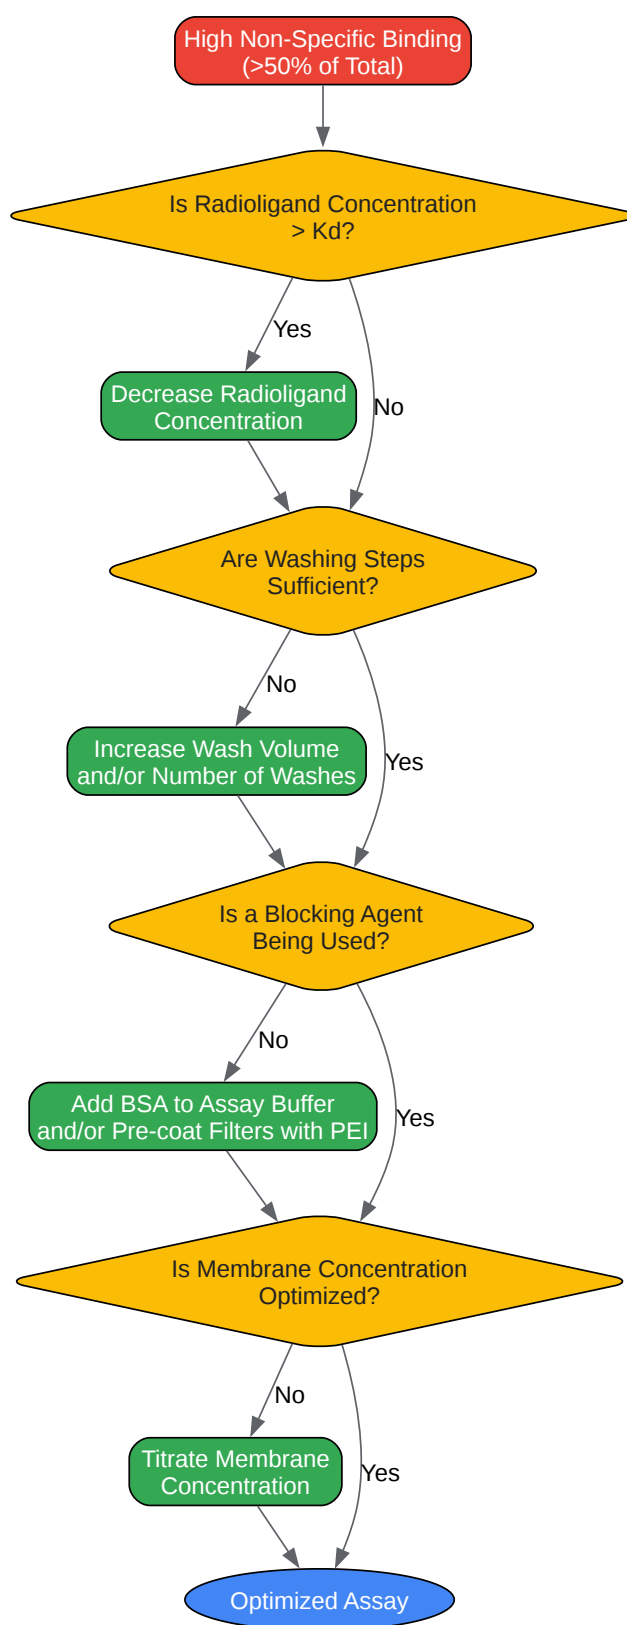 High Non-Specific Binding
(>50% of Total)
Is Radioligand Concentration
> Kd?
Yes
Decrease Radioligand
Concentration
No
Are Washing Steps
Sufficient?
No
Increase Wash Volume
and/or Number of Washes
Yes
Is a Blocking Agent
Being Used?
No
Add BSA to Assay Buffer
and/or Pre-coat Filters with PEI
Yes
Is Membrane Concentration
Optimized?
No
Titrate Membrane
Concentration
Yes
Optimized Assay